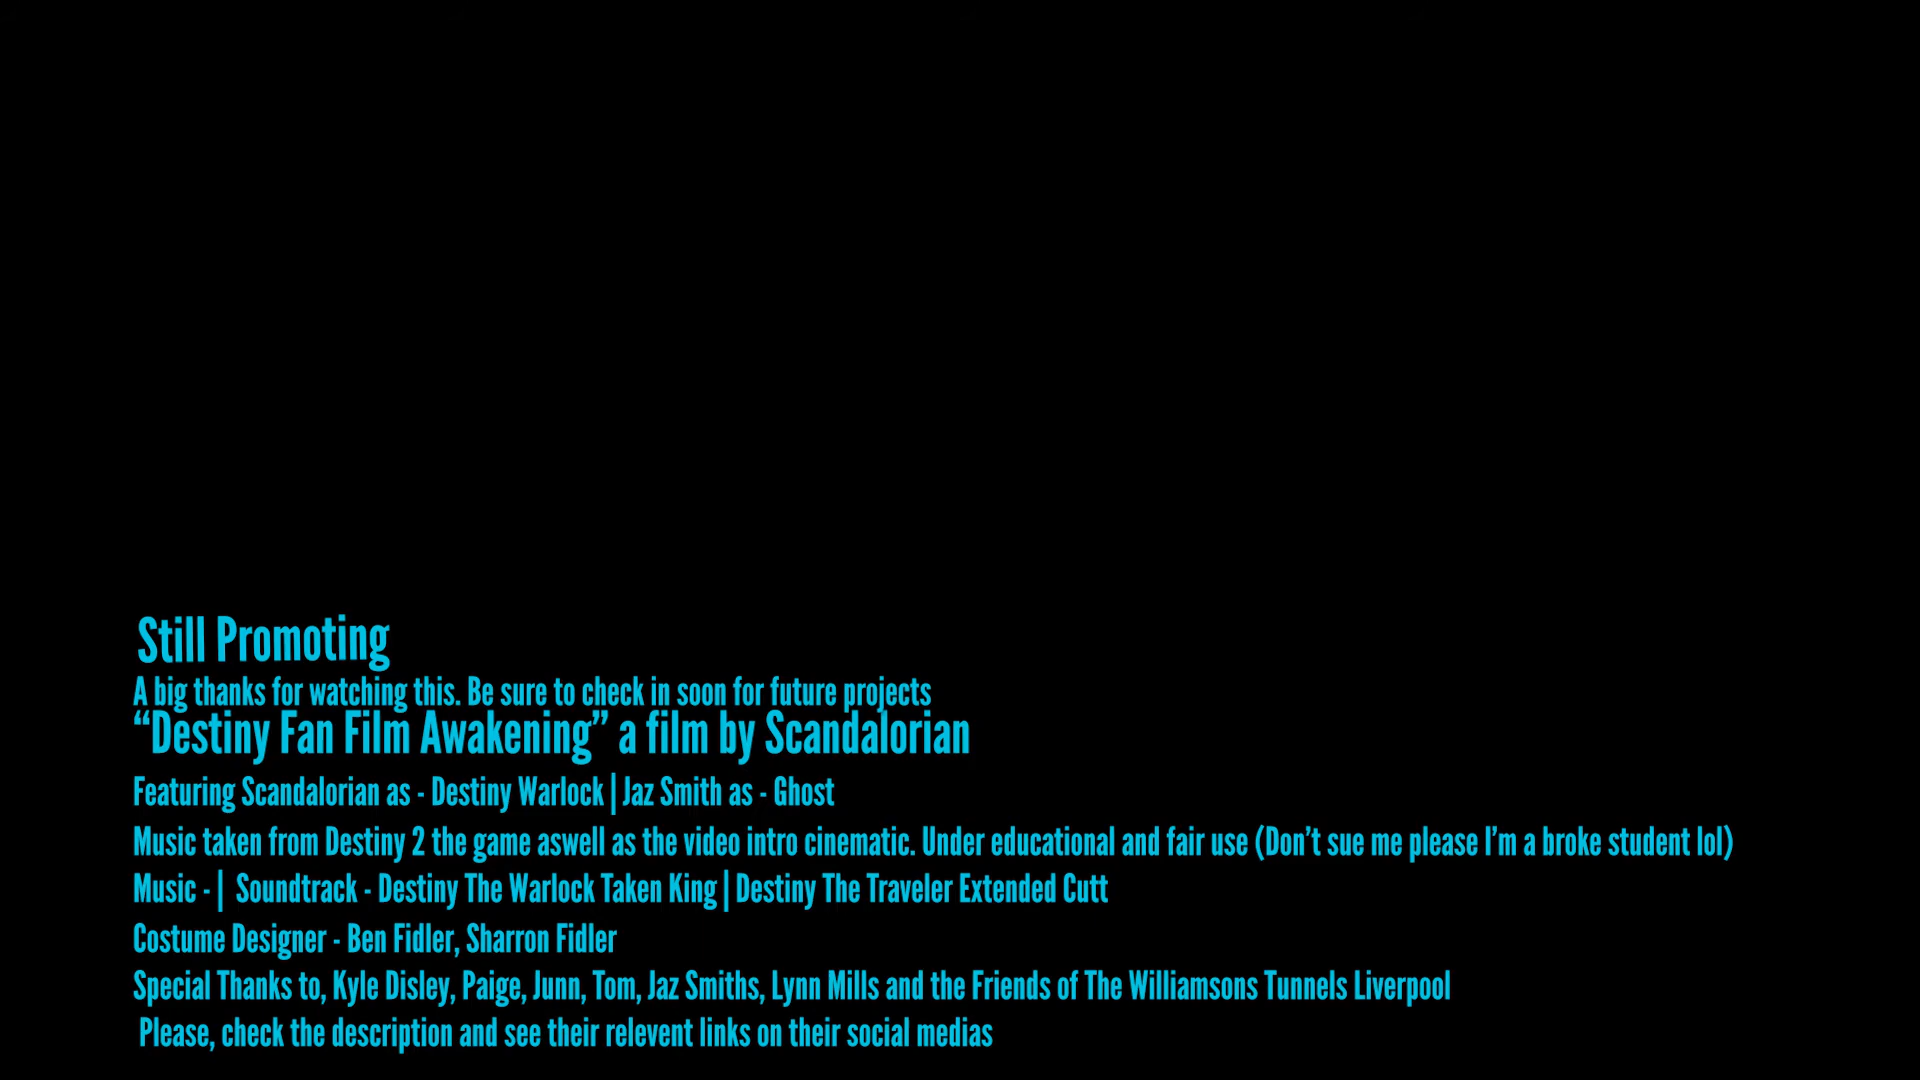 Still Promoting
A big thanks for watching this. Be sure to check in soon for future projects
“Destiny Fan Film Awakening” a film by Scandalorian
Featuring Scandalorian as - Destiny Warlock | Jaz Smith as - Ghost
Music taken from Destiny 2 the game aswell as the video intro cinematic. Under educational and fair use (Don’t sue me please I’m a broke student lol)
Music - | Soundtrack - Destiny The Warlock Taken King | Destiny The Traveler Extended Cutt
Costume Designer - Ben Fidler, Sharron Fidler
Special Thanks to, Kyle Disley, Paige, Junn, Tom, Jaz Smiths, Lynn Mills and the Friends of The Williamsons Tunnels Liverpool
Please, check the description and see their relevent links on their social medias